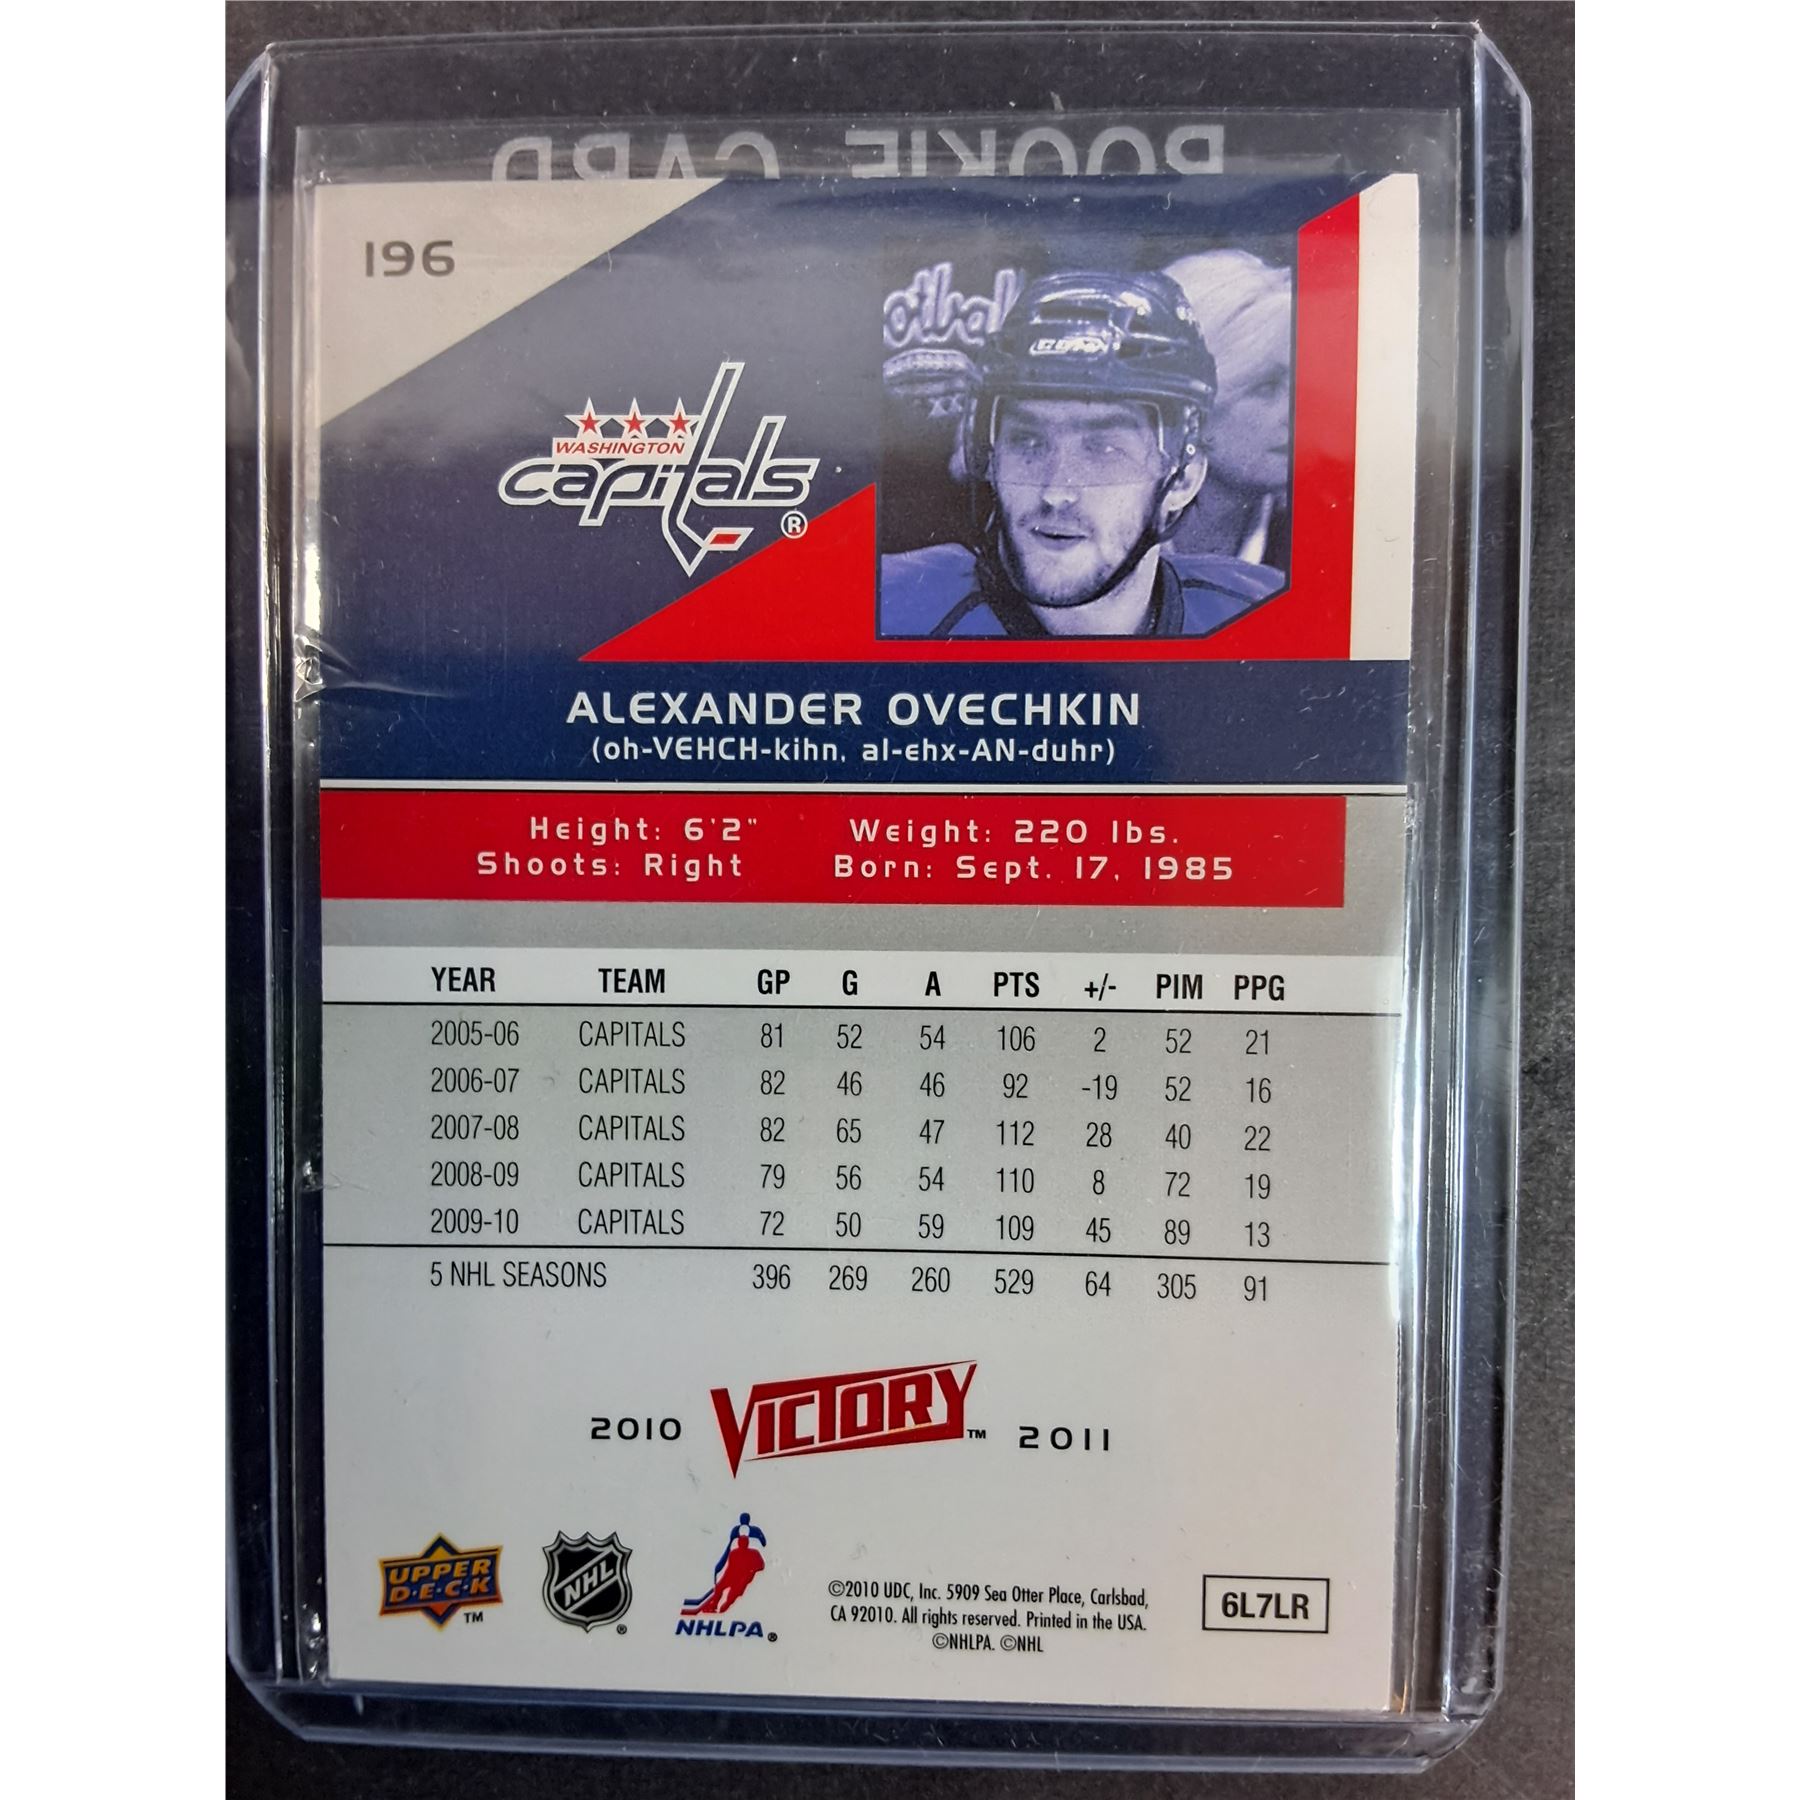 ROOKIE CARD
196
WASHINGTON
capitals
®
ALEXANDER OVECHKIN
(oh-VEHCH-kihn, al-ehx-AN-duhr)
Height: 6'2" Weight: 220 lbs.
Shoots: Right Born: Sept. 17, 1985
YEAR TEAM GP G A PTS +/- PIM PPG
2005-06 CAPITALS 81 52 54 106 2 52 21
2006-07 CAPITALS 82 46 46 92 -19 52 16
2007-08 CAPITALS 82 65 47 112 28 40 22
2008-09 CAPITALS 79 56 54 110 8 72 19
2009-10 CAPITALS 72 50 59 109 45 89 13
5 NHL SEASONS 396 269 260 529 64 305 91
2010 VICTORY™ 2011
UPPER
D·E·C·K
™
NHL
®
NHLPA®
©2010 UDC, Inc. 5909 Sea Otter Place, Carlsbad,
CA 92010. All rights reserved. Printed in the USA.
©NHLPA. ©NHL
6L7LR